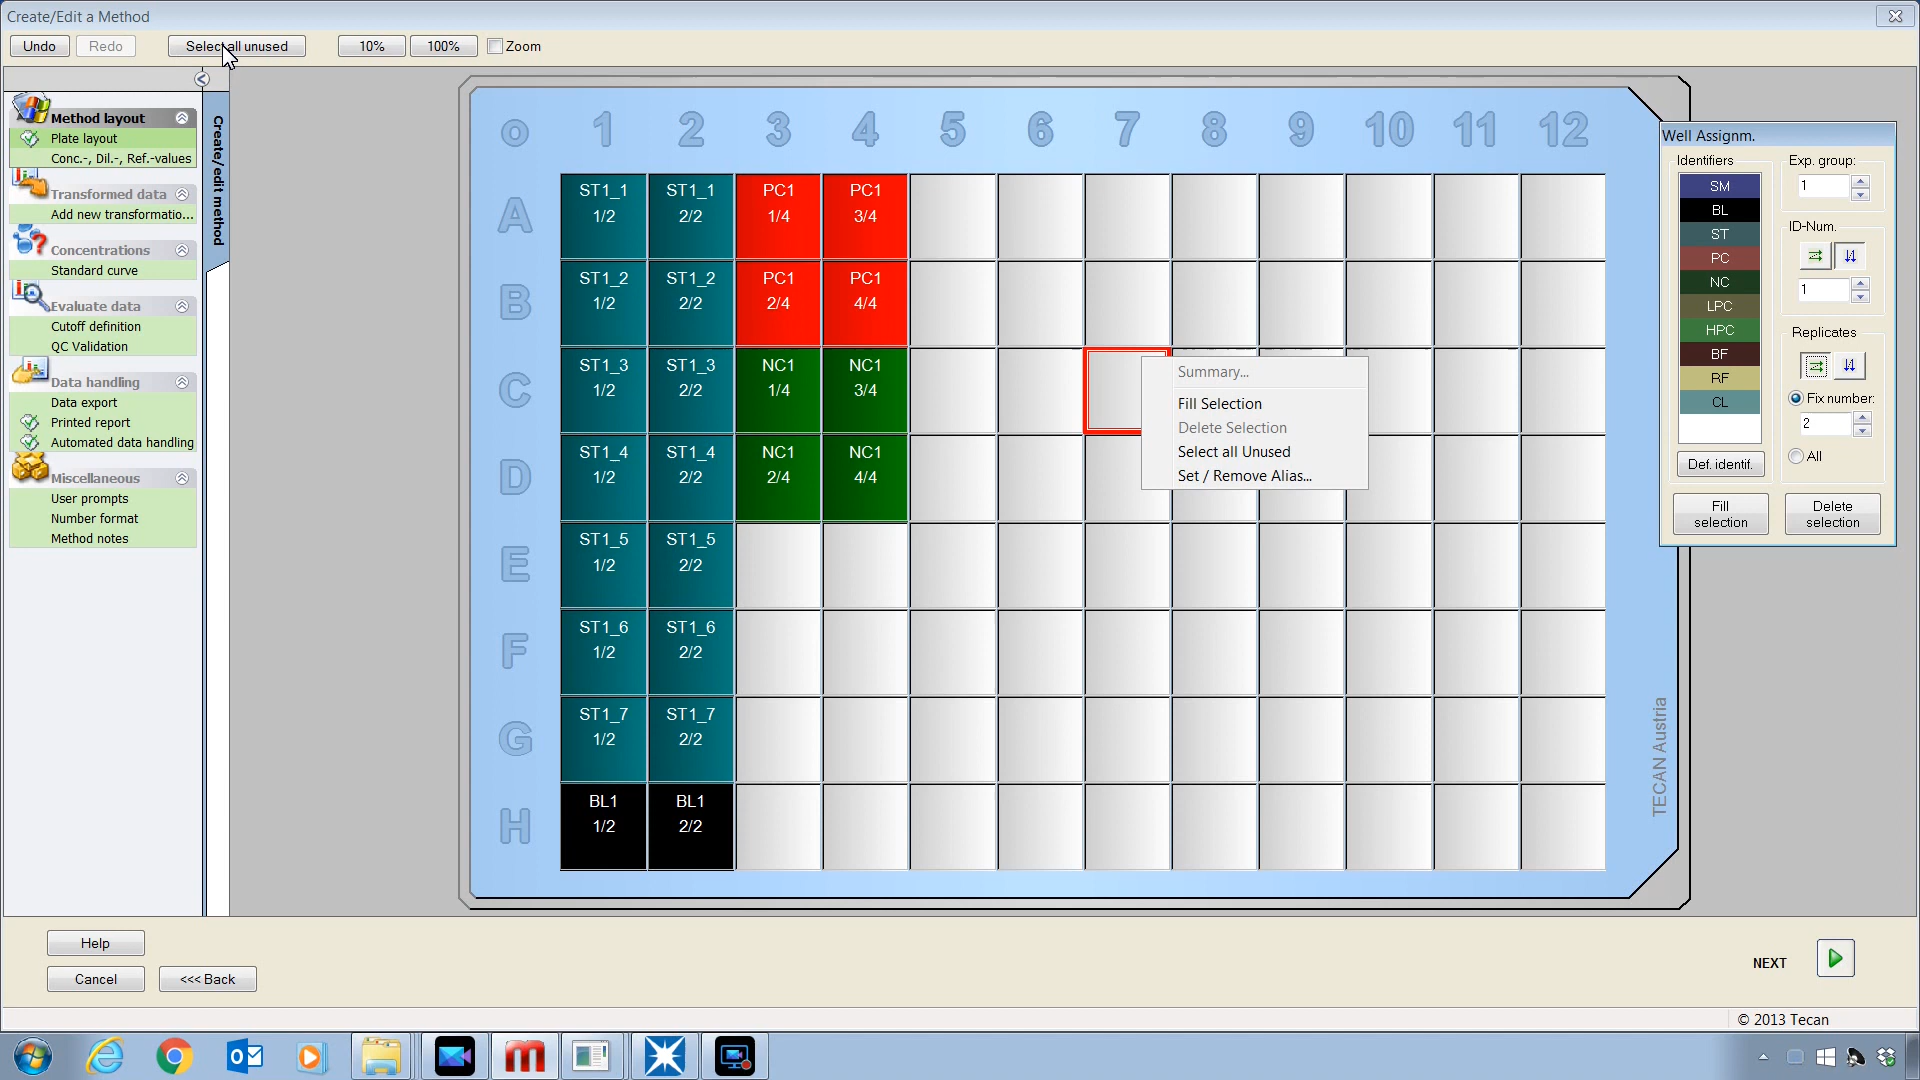 Create/Edit a Method
Undo
Redo
Select all unused
10%
100%
Zoom
Method layout
Plate layout
Conc.-, Dil.-, Ref.-values
Transformed data
Add new transformatio...
Concentrations
Standard curve
Evaluate data
Cutoff definition
QC Validation
Data handling
Data export
Printed report
Automated data handling
Miscellaneous
User prompts
Number format
Method notes
Create/edit method
o 1 2 3 4 5 6 7 8 9 10 11 12
A
ST1_1 ST1_1 PC1 PC1
1/2 2/2 1/4 3/4
B
ST1_2 ST1_2 PC1 PC1
1/2 2/2 2/4 4/4
C
ST1_3 ST1_3 NC1 NC1
1/2 2/2 1/4 3/4
D
ST1_4 ST1_4 NC1 NC1
1/2 2/2 2/4 4/4
E
ST1_5 ST1_5
1/2 2/2
F
ST1_6 ST1_6
1/2 2/2
G
ST1_7 ST1_7
1/2 2/2
H
BL1 BL1
1/2 2/2
TECAN Austria
Summary...
Fill Selection
Delete Selection
Select all Unused
Set / Remove Alias...
Well Assignm.
Identifiers
SM
BL
ST
PC
NC
LPC
HPC
BF
RF
CL
Def. identif.
Fill selection
Exp. group:
1
ID-Num.
1
Replicates
Fix number:
2
All
Delete selection
Help
Cancel
<<< Back
NEXT
© 2013 Tecan